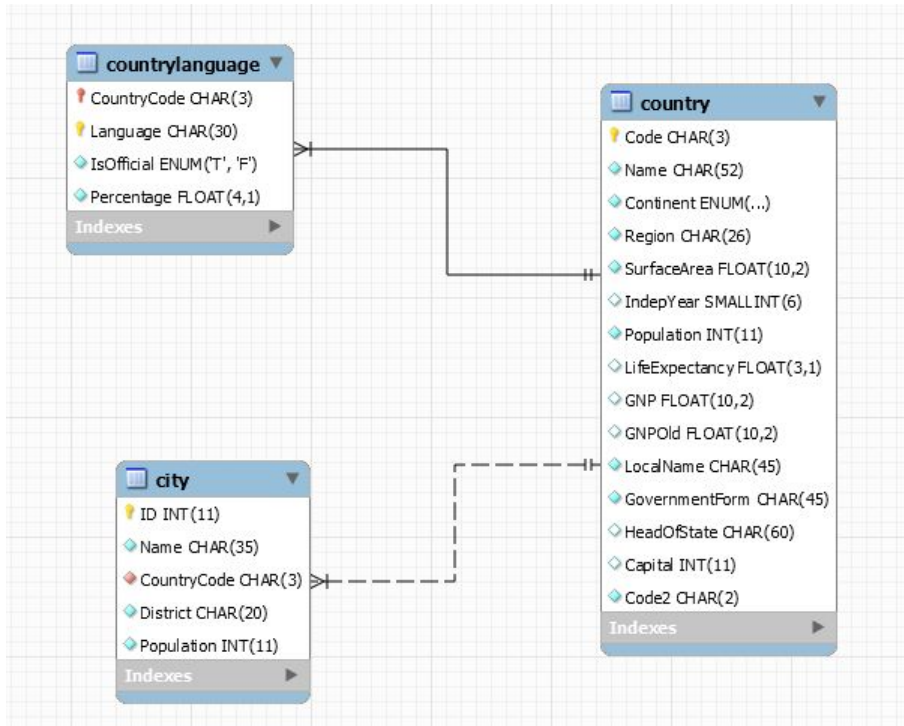 countrylanguage
CountryCode CHAR(3)
Language CHAR(30)
IsOfficial ENUM('T', 'F')
Percentage FLOAT(4,1)
Indexes
country
Code CHAR(3)
Name CHAR(52)
Continent ENUM(...)
Region CHAR(26)
SurfaceArea FLOAT(10,2)
IndepYear SMALLINT(6)
Population INT(11)
LifeExpectancy FLOAT(3,1)
GNP FLOAT(10,2)
GNPOld FLOAT(10,2)
LocalName CHAR(45)
GovernmentForm CHAR(45)
HeadOfState CHAR(60)
Capital INT(11)
Code2 CHAR(2)
Indexes
city
ID INT(11)
Name CHAR(35)
CountryCode CHAR(3)
District CHAR(20)
Population INT(11)
Indexes